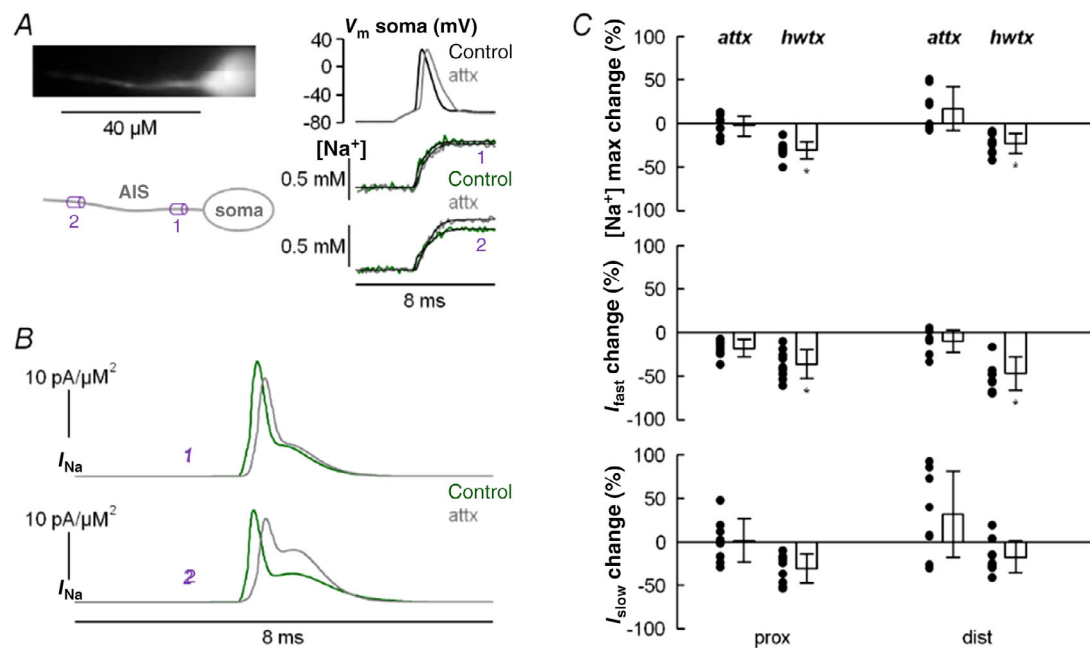 A
40 µM
AIS
soma
2
1
Vm soma (mV)
40
0
-40
-80
Control
attx
[Na+]
0.5 mM
1
Control
attx
0.5 mM
2
8 ms
B
10 pA/µM2
INa
1
Control
attx
10 pA/µM2
INa
2
8 ms
C
[Na+] max change (%)
100
50
0
-50
-100
attx hwtx attx hwtx
* *
Ifast change (%)
100
50
0
-50
-100
* *
Islow change (%)
100
50
0
-50
-100
prox dist